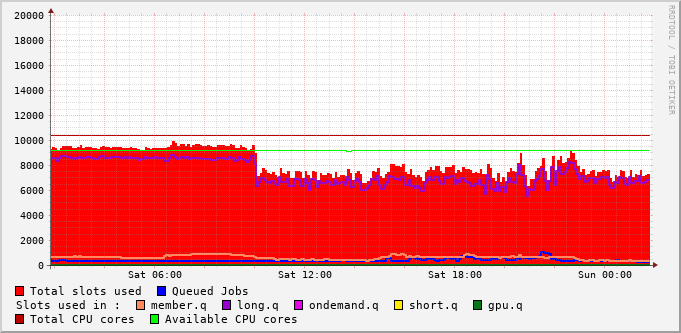 20000
18000
16000
14000
12000
10000
8000
6000
4000
2000
0
Sat 06:00 Sat 12:00 Sat 18:00 Sun 00:00
Total slots used Queued Jobs
Slots used in : member.q long.q ondemand.q short.q gpu.q
Total CPU cores Available CPU cores
RRDTOOL / TOBI OETIKER